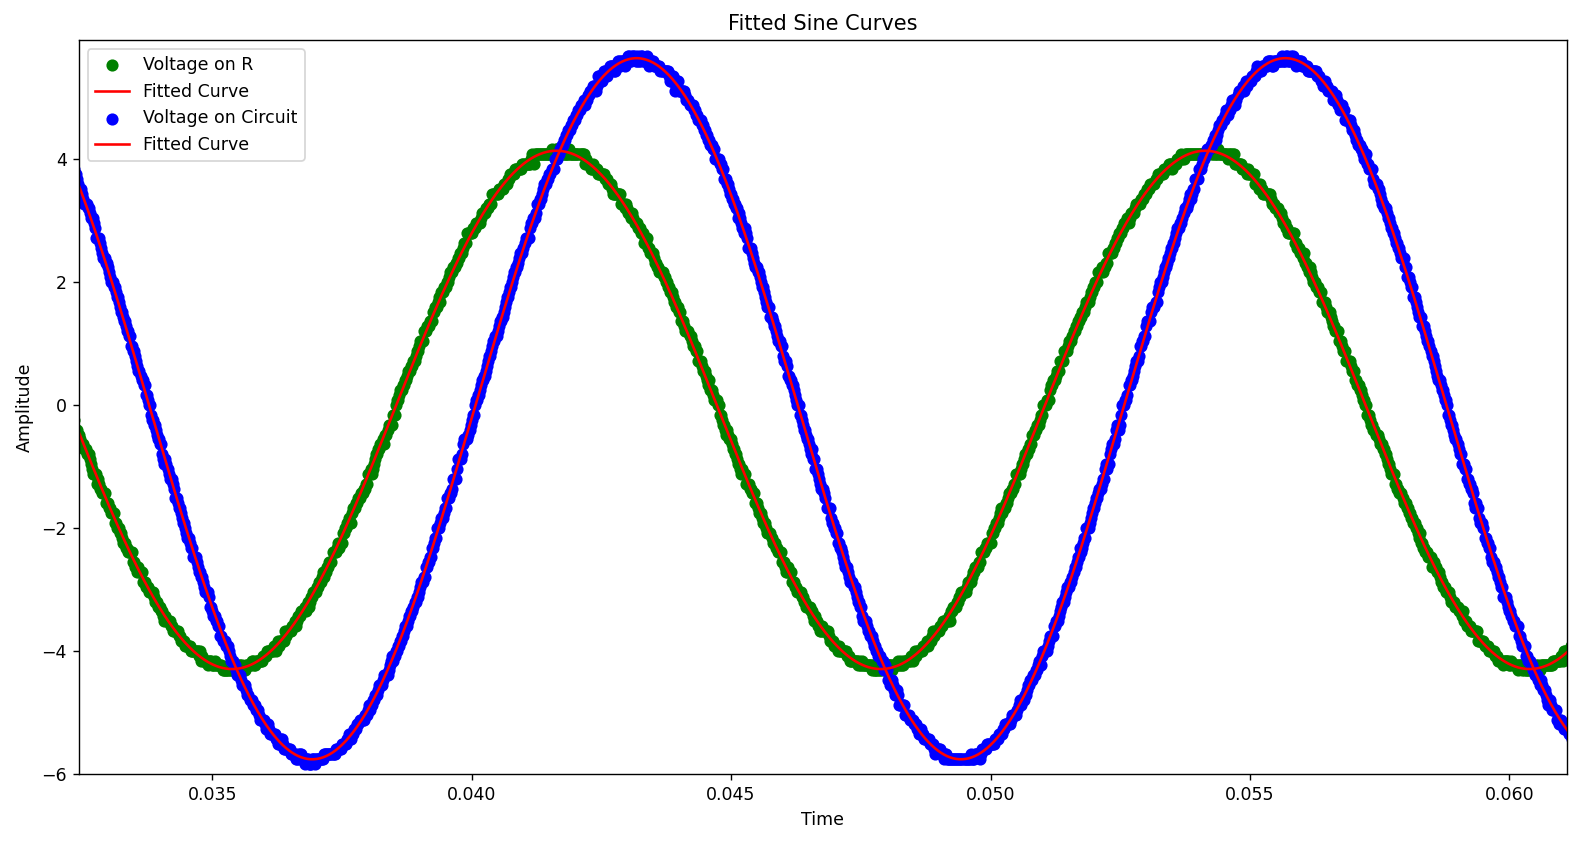 Fitted Sine Curves
Voltage on R
Fitted Curve
Voltage on Circuit
Fitted Curve
Amplitude
4
2
0
−2
−4
−6
0.035 0.040 0.045 0.050 0.055 0.060
Time